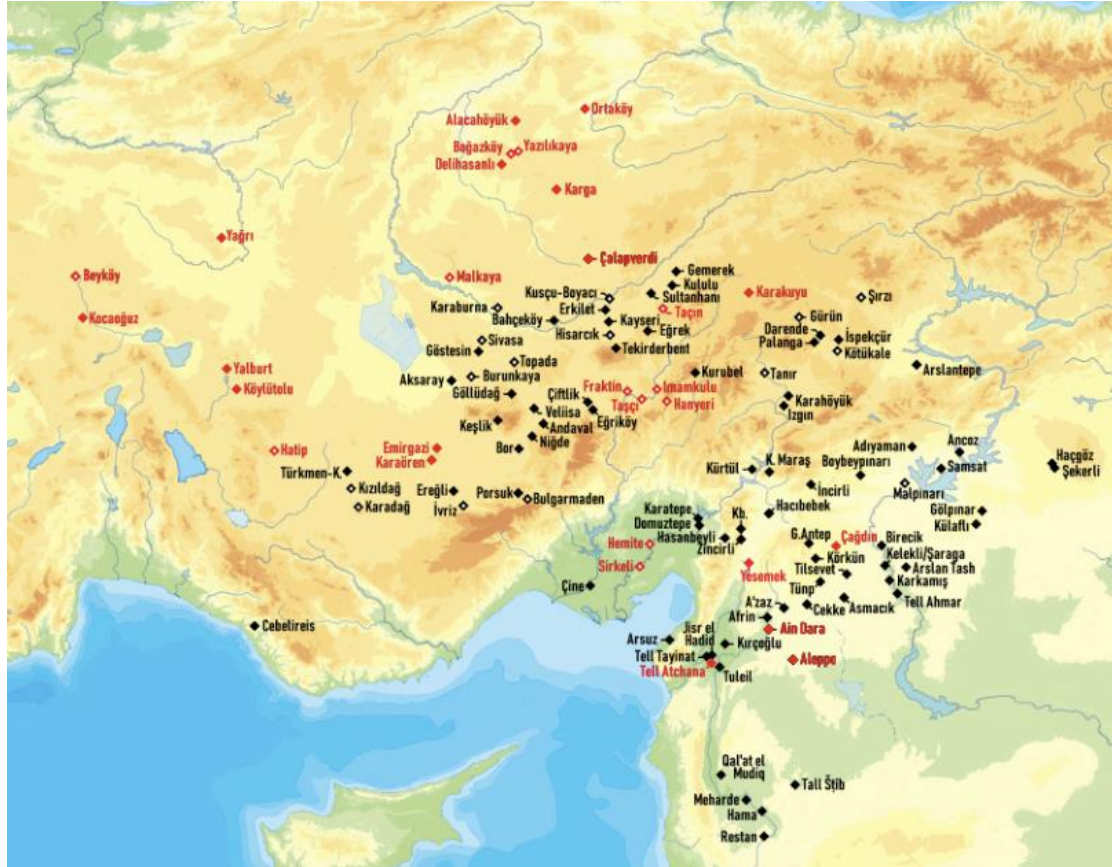 Ortaköy
Alacahöyük
Boğazköy
Yazılıkaya
Delihasanlı
Karga
Yağrı
Çalapverdi
Beyköy
Malkaya
Gemerek
Kululu
Sultanhanı
Karakuyu
Şırzı
Kocaoğuz
Karaburna
Kusçu-Boyacı
Erkilet
Taçın
Gürün
Bahçeköy
Kayseri
Hisarcık
Eğrek
Darende
Palanga
İspekçür
Kötükale
Sivasa
Göstesin
Tekirderbent
Topada
Arslantepe
Yalburt
Aksaray
Burunkaya
Kurubel
Tanır
Köylütolu
Göllüdağ
Çiftlik
Fraktin
Imamkulu
Taşçı
Hanyeri
Karahöyük
Izgın
Keşlik
Veliisa
Andaval
Eğriköy
Niğde
Hatip
Emirgazi
Karaören
Bor
Adıyaman
Ancoz
Türkmen-K.
Kürtül
K. Maraş
Boybeypınarı
Samsat
Haçgöz
Şekerli
Kızıldağ
Ereğli
Porsuk
Bulgarmaden
İncirli
Malpınarı
Karadağ
İvriz
Karatepe
Domuztepe
Kb.
Hacıbebek
Gölpınar
Külaflı
Hasanbeyli
Zincirli
Hemite
G.Antep
Çağdın
Birecik
Sirkeli
Yesemek
Körkün
Kelekli/Şaraga
Tilsevet
Arslan Tash
Çine
Tünp
Karkamış
A'zaz
Cekke
Asmacık
Tell Ahmar
Cebelireis
Afrin
Ain Dara
Arsuz
Jisr el
Hadid
Kırçoğlu
Tell Tayinat
Tell Atchana
Tuleil
Aleppo
Qal'at el
Mudiq
Tall Šṭīb
Meharde
Hama
Restan